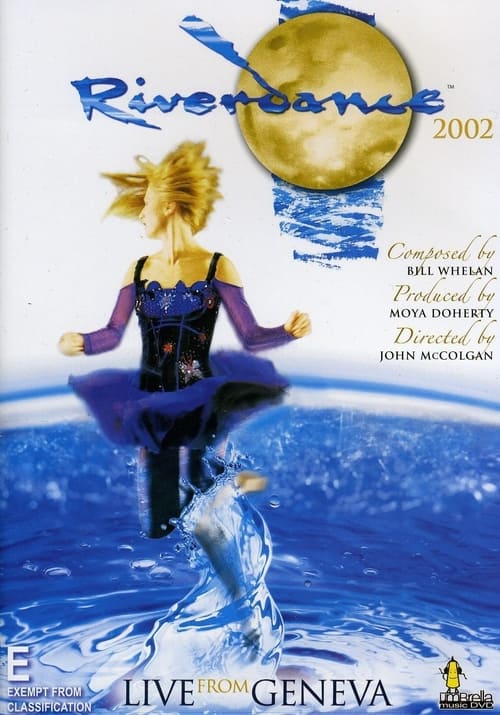 Riverdance™
2002
Composed by
BILL WHELAN
Produced by
MOYA DOHERTY
Directed by
JOHN McCOLGAN
E
EXEMPT FROM
CLASSIFICATION
LIVE FROM GENEVA
umbrella
music DVD